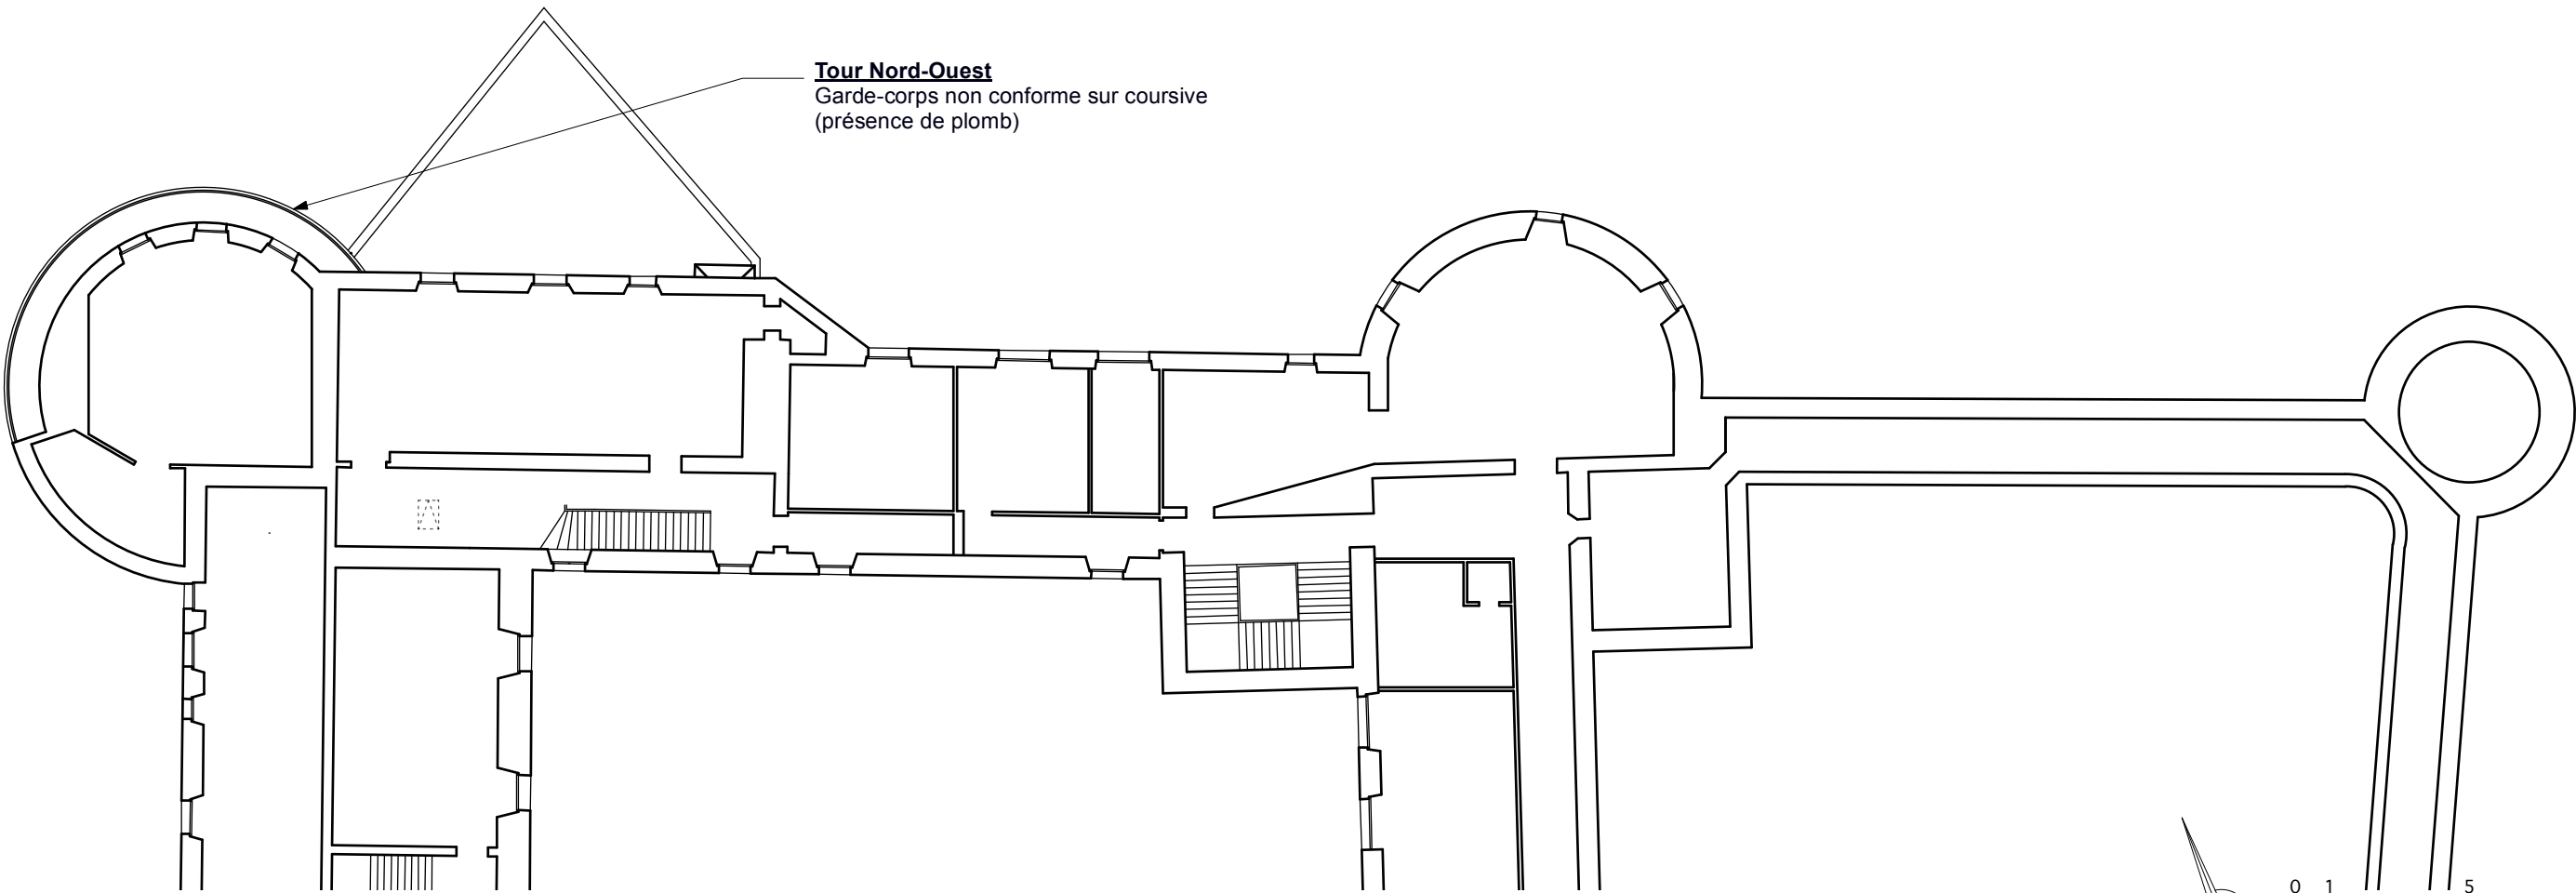 Tour Nord-Ouest
Garde-corps non conforme sur coursive
(présence de plomb)
0 1 5